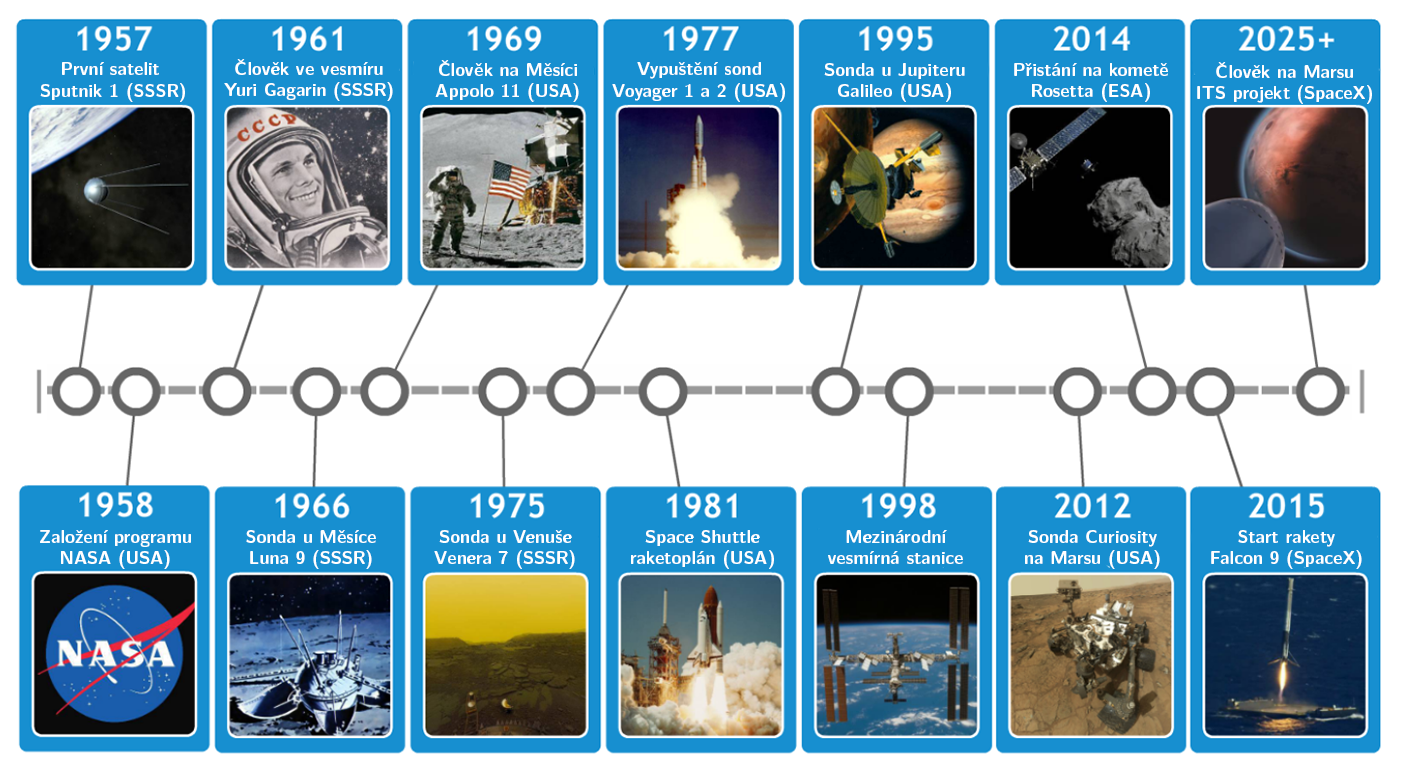 1957
První satelit
Sputnik 1 (SSSR)
1961
Člověk ve vesmíru
Yuri Gagarin (SSSR)
СССР
1969
Člověk na Měsíci
Appolo 11 (USA)
1977
Vypuštění sond
Voyager 1 a 2 (USA)
1995
Sonda u Jupiteru
Galileo (USA)
2014
Přistání na kometě
Rosetta (ESA)
2025+
Člověk na Marsu
ITS projekt (SpaceX)
1958
Založení programu
NASA (USA)
NASA
1966
Sonda u Měsíce
Luna 9 (SSSR)
1975
Sonda u Venuše
Venera 7 (SSSR)
1981
Space Shuttle
raketoplán (USA)
1998
Mezinárodní
vesmírná stanice
2012
Sonda Curiosity
na Marsu (USA)
2015
Start rakety
Falcon 9 (SpaceX)